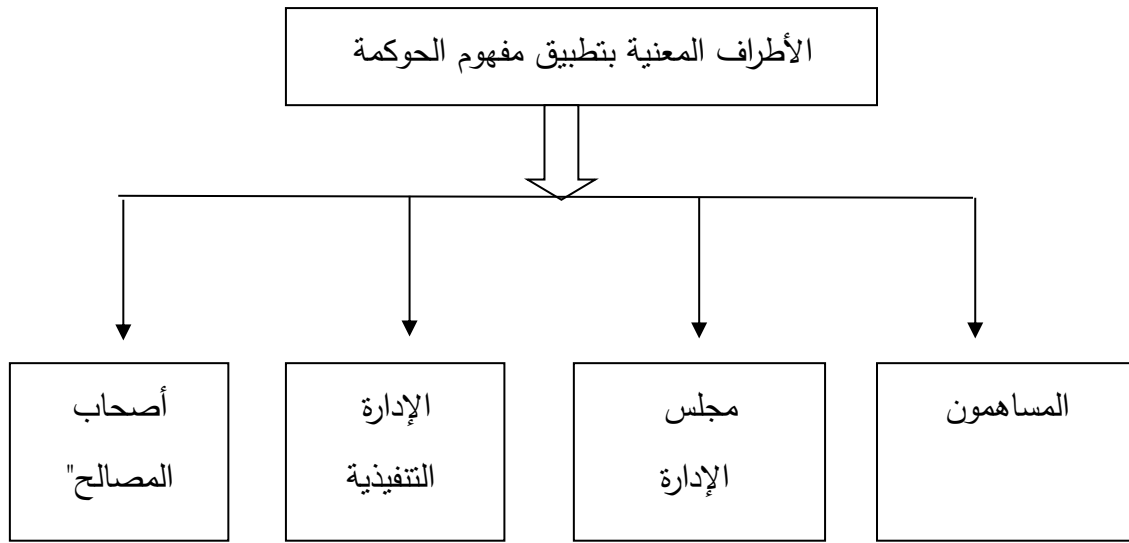 الأطراف المعنية بتطبيق مفهوم الحوكمة
المساهمون
مجلس
الإدارة
الإدارة
التنفيذية
أصحاب
المصالح"